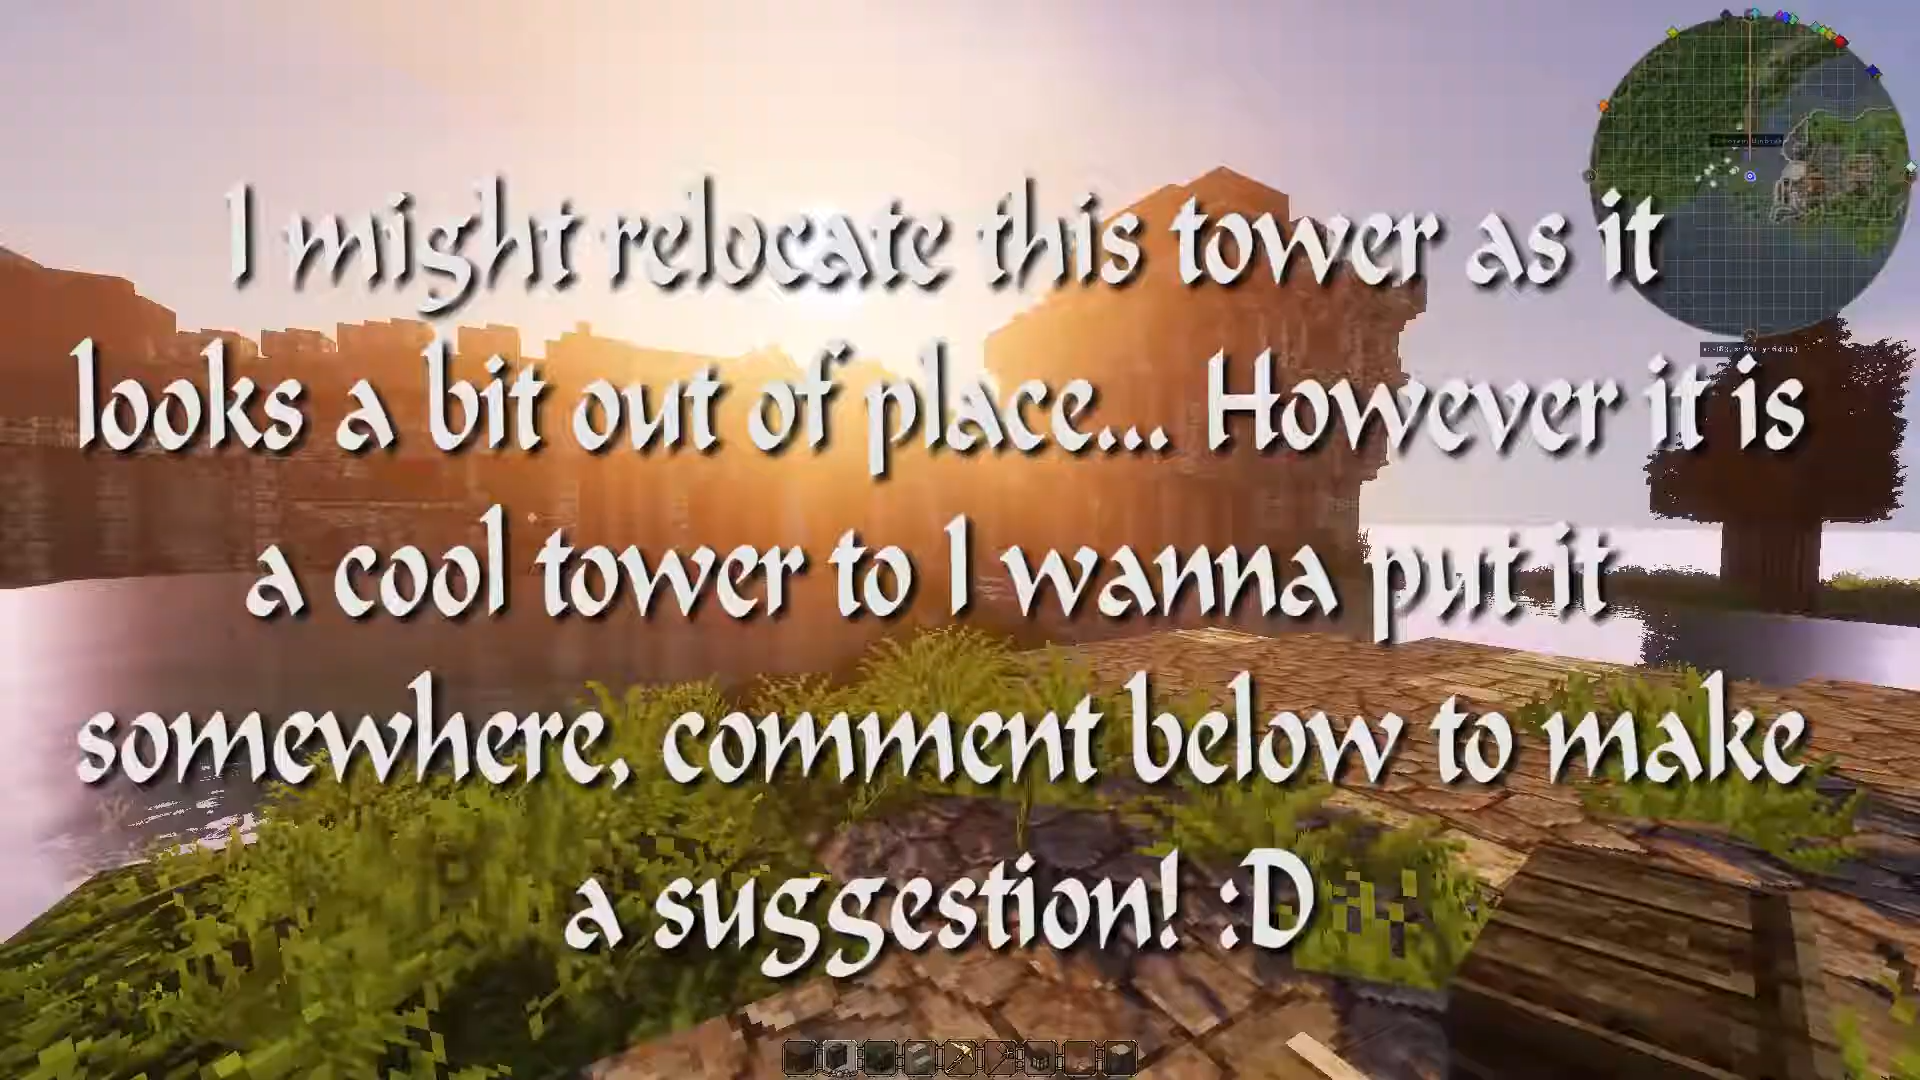 I might relocate this tower as it
looks a bit out of place... However it is
a cool tower to I wanna put it
somewhere, comment below to make
a suggestion! :D